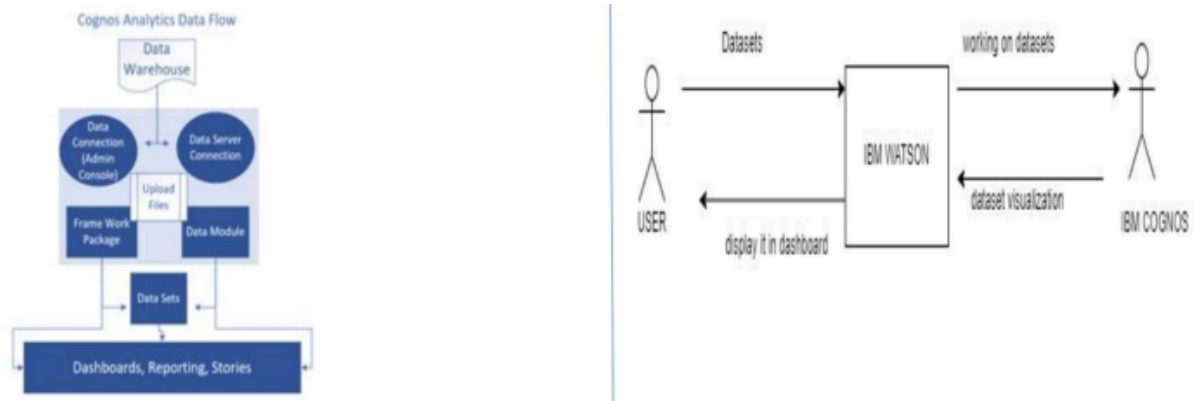 Cognos Analytics Data Flow
Data
Warehouse
Data
Connection
(Admin
Console)
Data Server
Connection
Upload
Files
Frame Work
Package
Data Module
Data Sets
Dashboards, Reporting, Stories
Datasets
working on datasets
IBM WATSON
USER
display it in dashboard
dataset visualization
IBM COGNOS